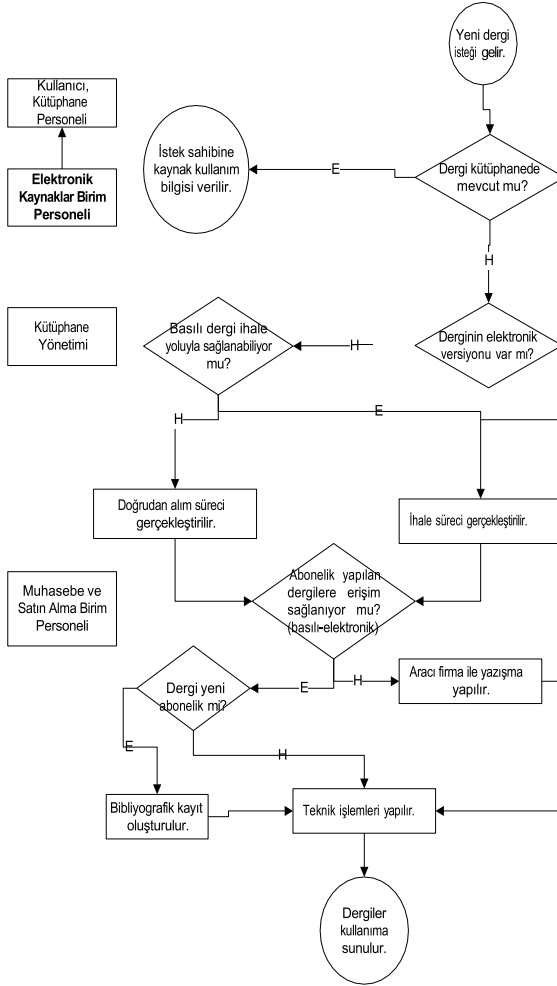 Yeni dergi
isteği gelir.
Kullanıcı,
Kütüphane
Personeli
İstek sahibine
kaynak kullanım
bilgisi verilir.
E
Dergi kütüphanede
mevcut mu?
Elektronik
Kaynaklar Birim
Personeli
H
Kütüphane
Yönetimi
Basılı dergi ihale
yoluyla sağlanabiliyor
mu?
H
Derginin elektronik
versiyonu var mı?
H
E
Doğrudan alım süreci
gerçekleştirilir.
İhale süreci gerçekleştirilir.
Muhasebe ve
Satın Alma Birim
Personeli
Abonelik yapılan
dergilere erişim
sağlanıyor mu?
(basılı-elektronik)
Dergi yeni
abonelik mi?
E
H
Aracı firma ile yazışma
yapılır.
E
H
Bibliyografik kayıt
oluşturulur.
Teknik işlemleri yapılır.
Dergiler
kullanıma
sunulur.